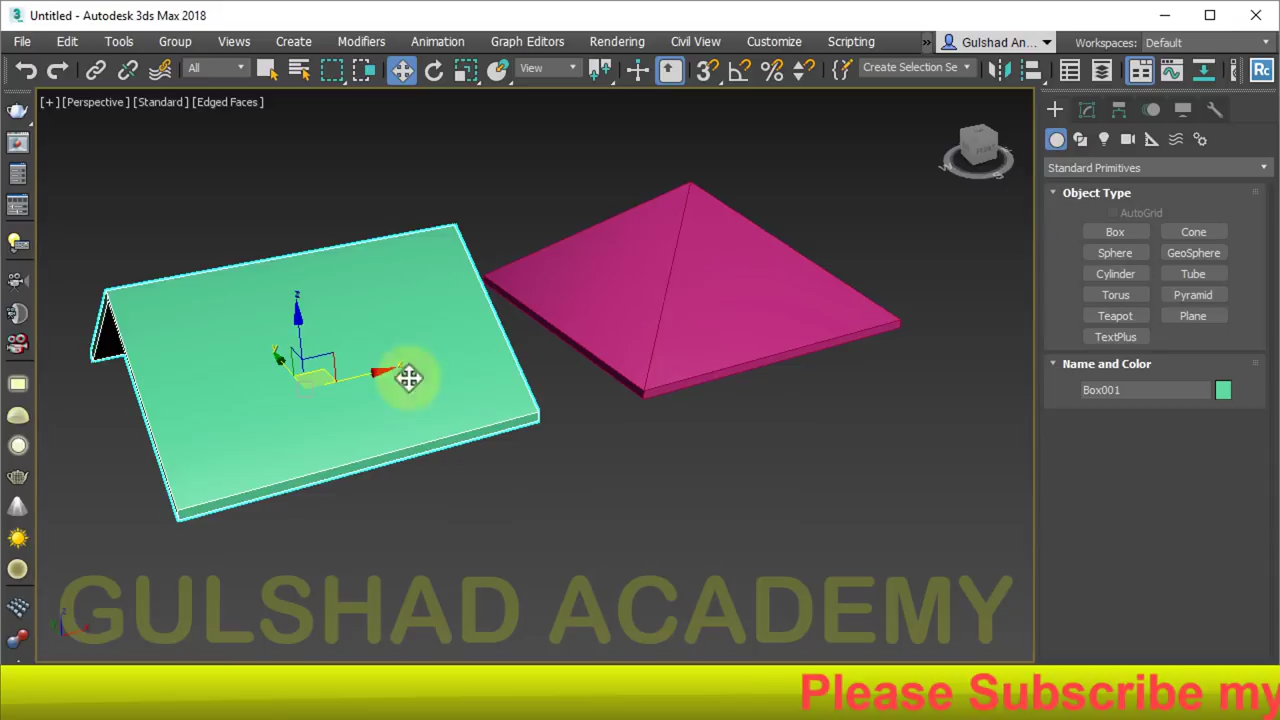 Untitled - Autodesk 3ds Max 2018
File Edit Tools Group Views Create Modifiers Animation Graph Editors Rendering Civil View Customize Scripting » Gulshad An... Workspaces: Default
All View Create Selection Se Rc
[+] [Perspective] [Standard] [Edged Faces]
Standard Primitives
Object Type
AutoGrid
Box Cone
Sphere GeoSphere
Cylinder Tube
Torus Pyramid
Teapot Plane
TextPlus
Name and Color
Box001
GULSHAD ACADEMY
Please Subscribe my